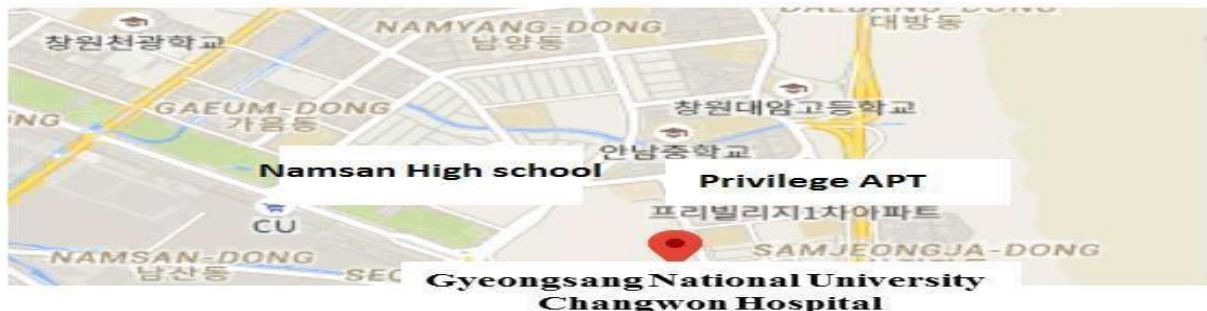 NAMYANG-DONG
남양동
대방동
창원천광학교
GAEUM-DONG
가음동
창원대암고등학교
안남중학교
Namsan High school
Privilege APT
CU
프리빌리지1차아파트
NAMSAN-DONG
남산동
SAMJEONGJA-DONG
Gyeongsang National University
Changwon Hospital